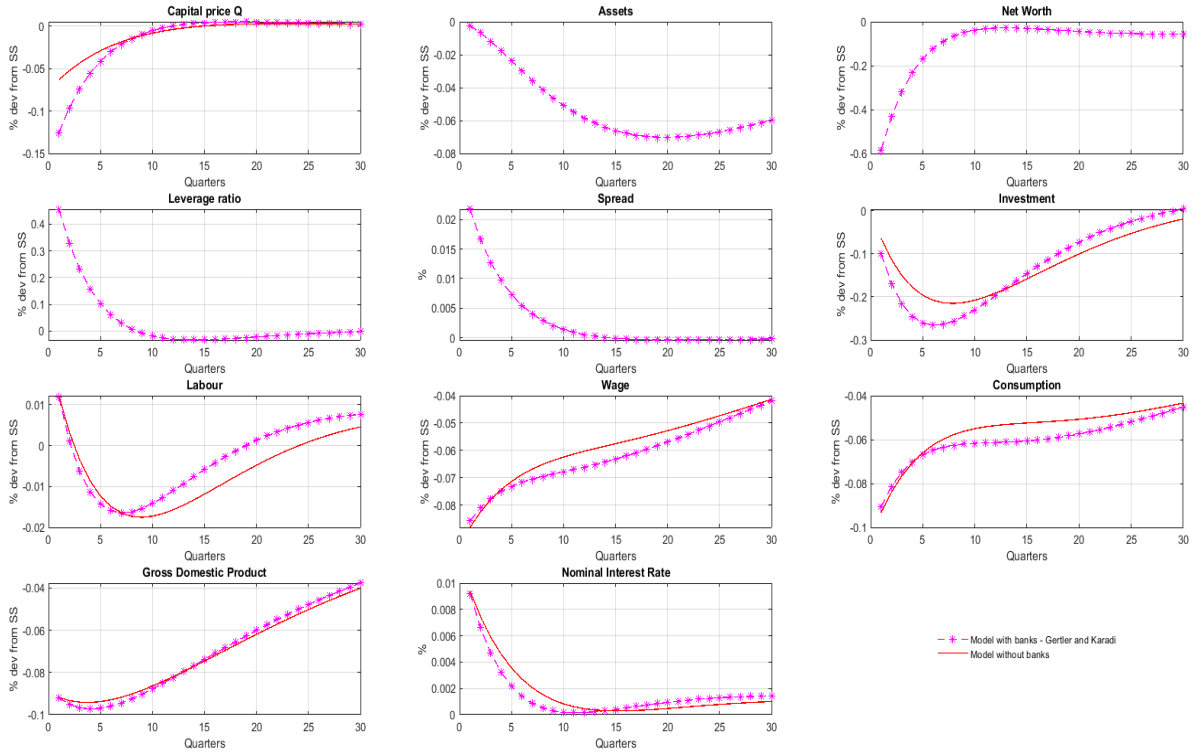 Capital price Q
Assets
Net Worth
0
-0.05
-0.1
-0.15
% dev from SS
0 5 10 15 20 25 30
Quarters
0
-0.02
-0.04
-0.06
-0.08
% dev from SS
0 5 10 15 20 25 30
Quarters
0
-0.2
-0.4
-0.6
% dev from SS
0 5 10 15 20 25 30
Quarters
Leverage ratio
Spread
Investment
0.4
0.3
0.2
0.1
0
% dev from SS
0 5 10 15 20 25 30
Quarters
0.02
0.015
0.01
0.005
0
%
0 5 10 15 20 25 30
Quarters
0
-0.1
-0.2
-0.3
% dev from SS
0 5 10 15 20 25 30
Quarters
Labour
Wage
Consumption
0.01
0
-0.01
-0.02
% dev from SS
0 5 10 15 20 25 30
Quarters
-0.04
-0.05
-0.06
-0.07
-0.08
% dev from SS
0 5 10 15 20 25 30
Quarters
-0.04
-0.06
-0.08
-0.1
% dev from SS
0 5 10 15 20 25 30
Quarters
Gross Domestic Product
Nominal Interest Rate
-0.04
-0.06
-0.08
-0.1
% dev from SS
0 5 10 15 20 25 30
Quarters
0.01
0.008
0.006
0.004
0.002
0
%
0 5 10 15 20 25 30
Quarters
Model with banks - Gertler and Karadi
Model without banks